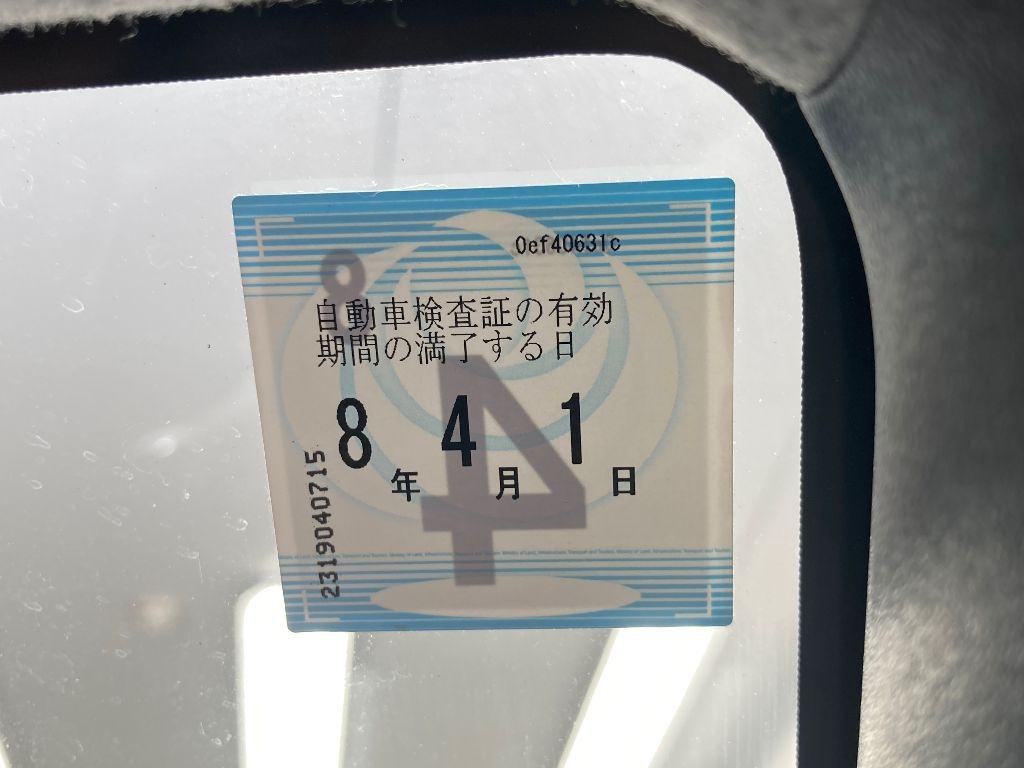 0ef40631c
自動車検査証の有効
期間の満了する日
8年 4月 1日
2319040715
4